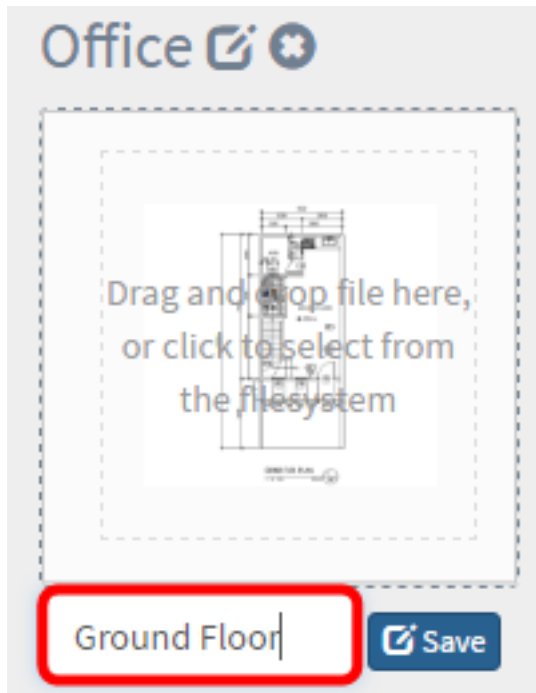 Office
Drag and drop file here,
or click to select from
the filesystem
Ground Floor
Save